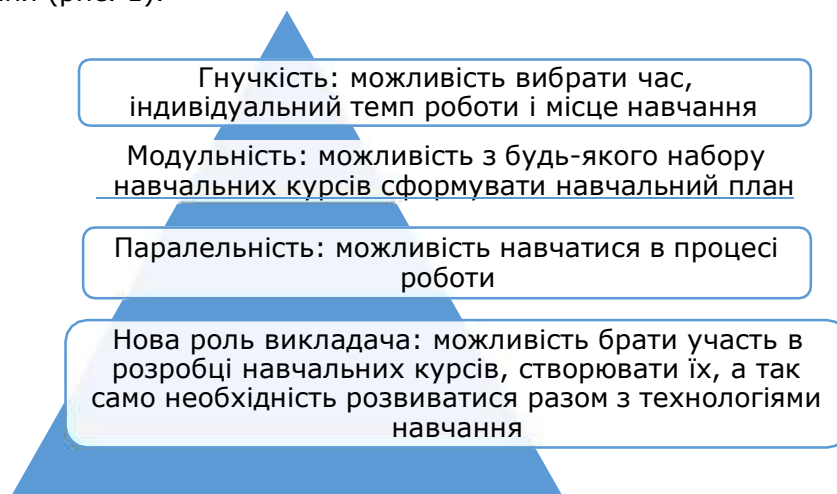 (рис. 1).
Гнучкість: можливість вибрати час,
індивідуальний темп роботи і місце навчання
Модульність: можливість з будь-якого набору
навчальних курсів сформувати навчальний план
Паралельність: можливість навчатися в процесі
роботи
Нова роль викладача: можливість брати участь в
розробці навчальних курсів, створювати їх, а так
само необхідність розвиватися разом з технологіями
навчання